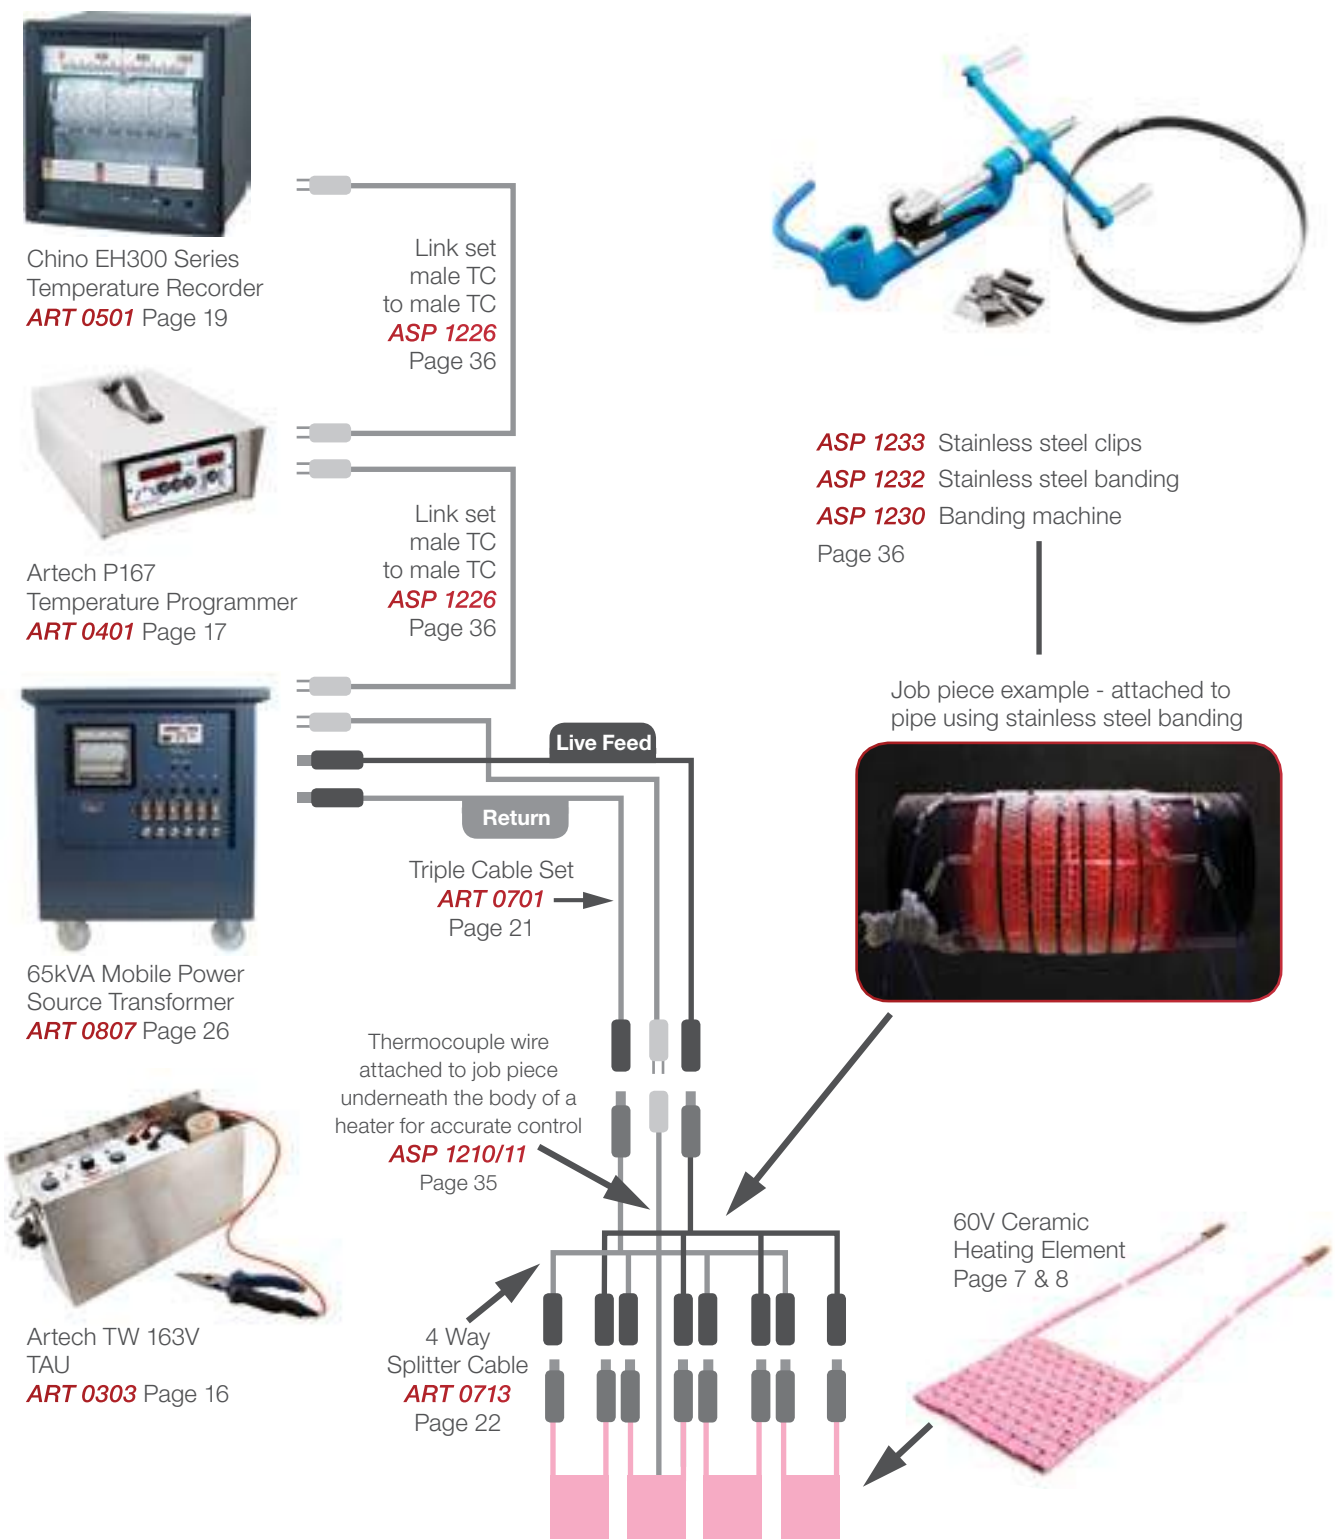 Chino EH300 Series
Temperature Recorder
ART 0501 Page 19
Link set
male TC
to male TC
ASP 1226
Page 36
Artech P167
Temperature Programmer
ART 0401 Page 17
Link set
male TC
to male TC
ASP 1226
Page 36
ASP 1233 Stainless steel clips
ASP 1232 Stainless steel banding
ASP 1230 Banding machine
Page 36
Job piece example - attached to
pipe using stainless steel banding
Live Feed
Return
Triple Cable Set
ART 0701
Page 21
65kVA Mobile Power
Source Transformer
ART 0807 Page 26
Thermocouple wire
attached to job piece
underneath the body of a
heater for accurate control
ASP 1210/11
Page 35
60V Ceramic
Heating Element
Page 7 & 8
Artech TW 163V
TAU
ART 0303 Page 16
4 Way
Splitter Cable
ART 0713
Page 22